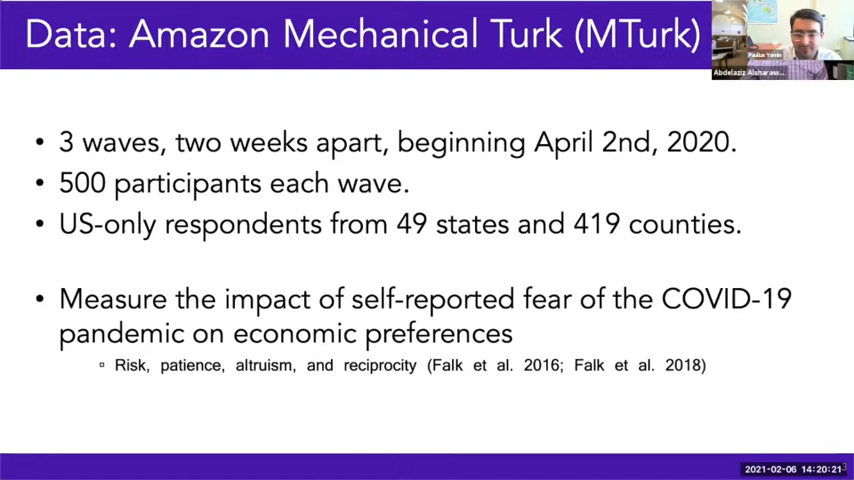 Data: Amazon Mechanical Turk (MTurk)
Paulius Yamin
Abdelaziz Alsharaw...
• 3 waves, two weeks apart, beginning April 2nd, 2020.
• 500 participants each wave.
• US-only respondents from 49 states and 419 counties.
• Measure the impact of self-reported fear of the COVID-19
pandemic on economic preferences
▫ Risk, patience, altruism, and reciprocity (Falk et al. 2016; Falk et al. 2018)
2021-02-06 14:20:21
3